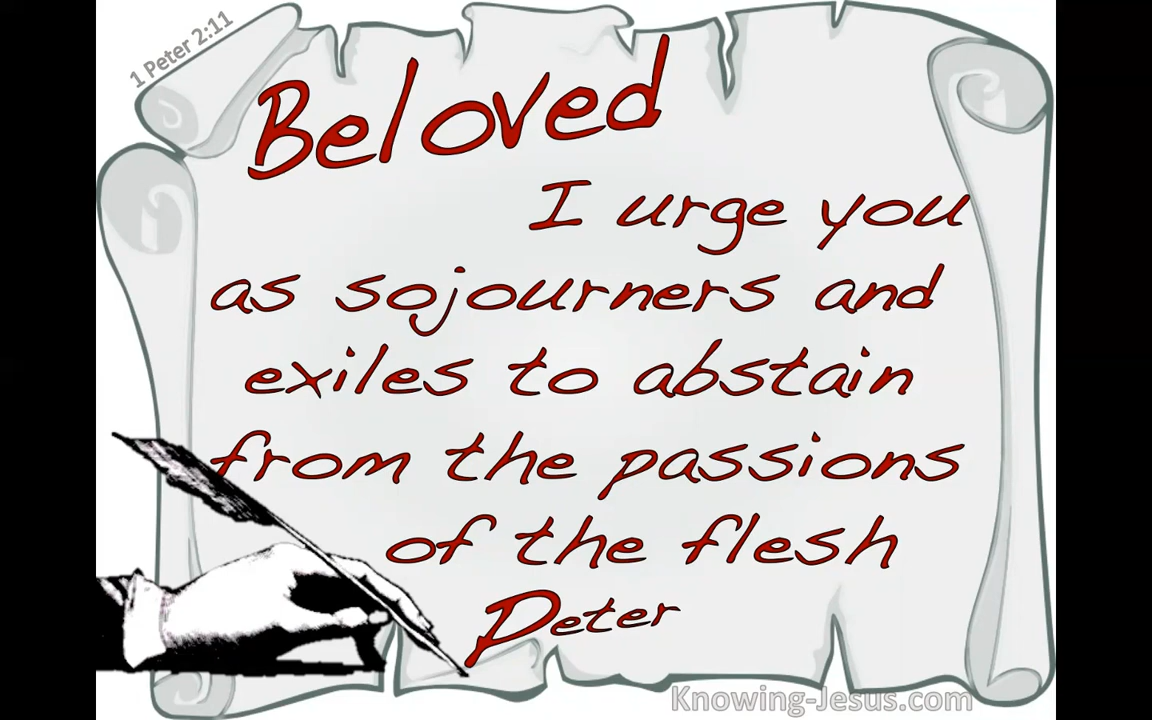 1 Peter 2:11
Beloved
I urge you
as sojourners and
exiles to abstain
from the passions
of the flesh
Peter
Knowing-Jesus.com